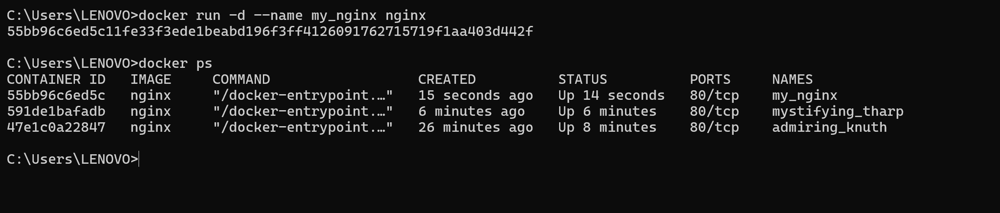 C:\Users\LENOVO>docker run -d --name my_nginx nginx
55bb96c6ed5c11fe33f3ede1beabd196f3ff4126091762715719f1aa403d442f
C:\Users\LENOVO>docker ps
CONTAINER ID   IMAGE     COMMAND                  CREATED          STATUS          PORTS     NAMES
55bb96c6ed5c   nginx     "/docker-entrypoint.…"   15 seconds ago   Up 14 seconds   80/tcp    my_nginx
591de1bafadb   nginx     "/docker-entrypoint.…"   6 minutes ago    Up 6 minutes    80/tcp    mystifying_tharp
47e1c0a22847   nginx     "/docker-entrypoint.…"   26 minutes ago   Up 8 minutes    80/tcp    admiring_knuth
C:\Users\LENOVO>